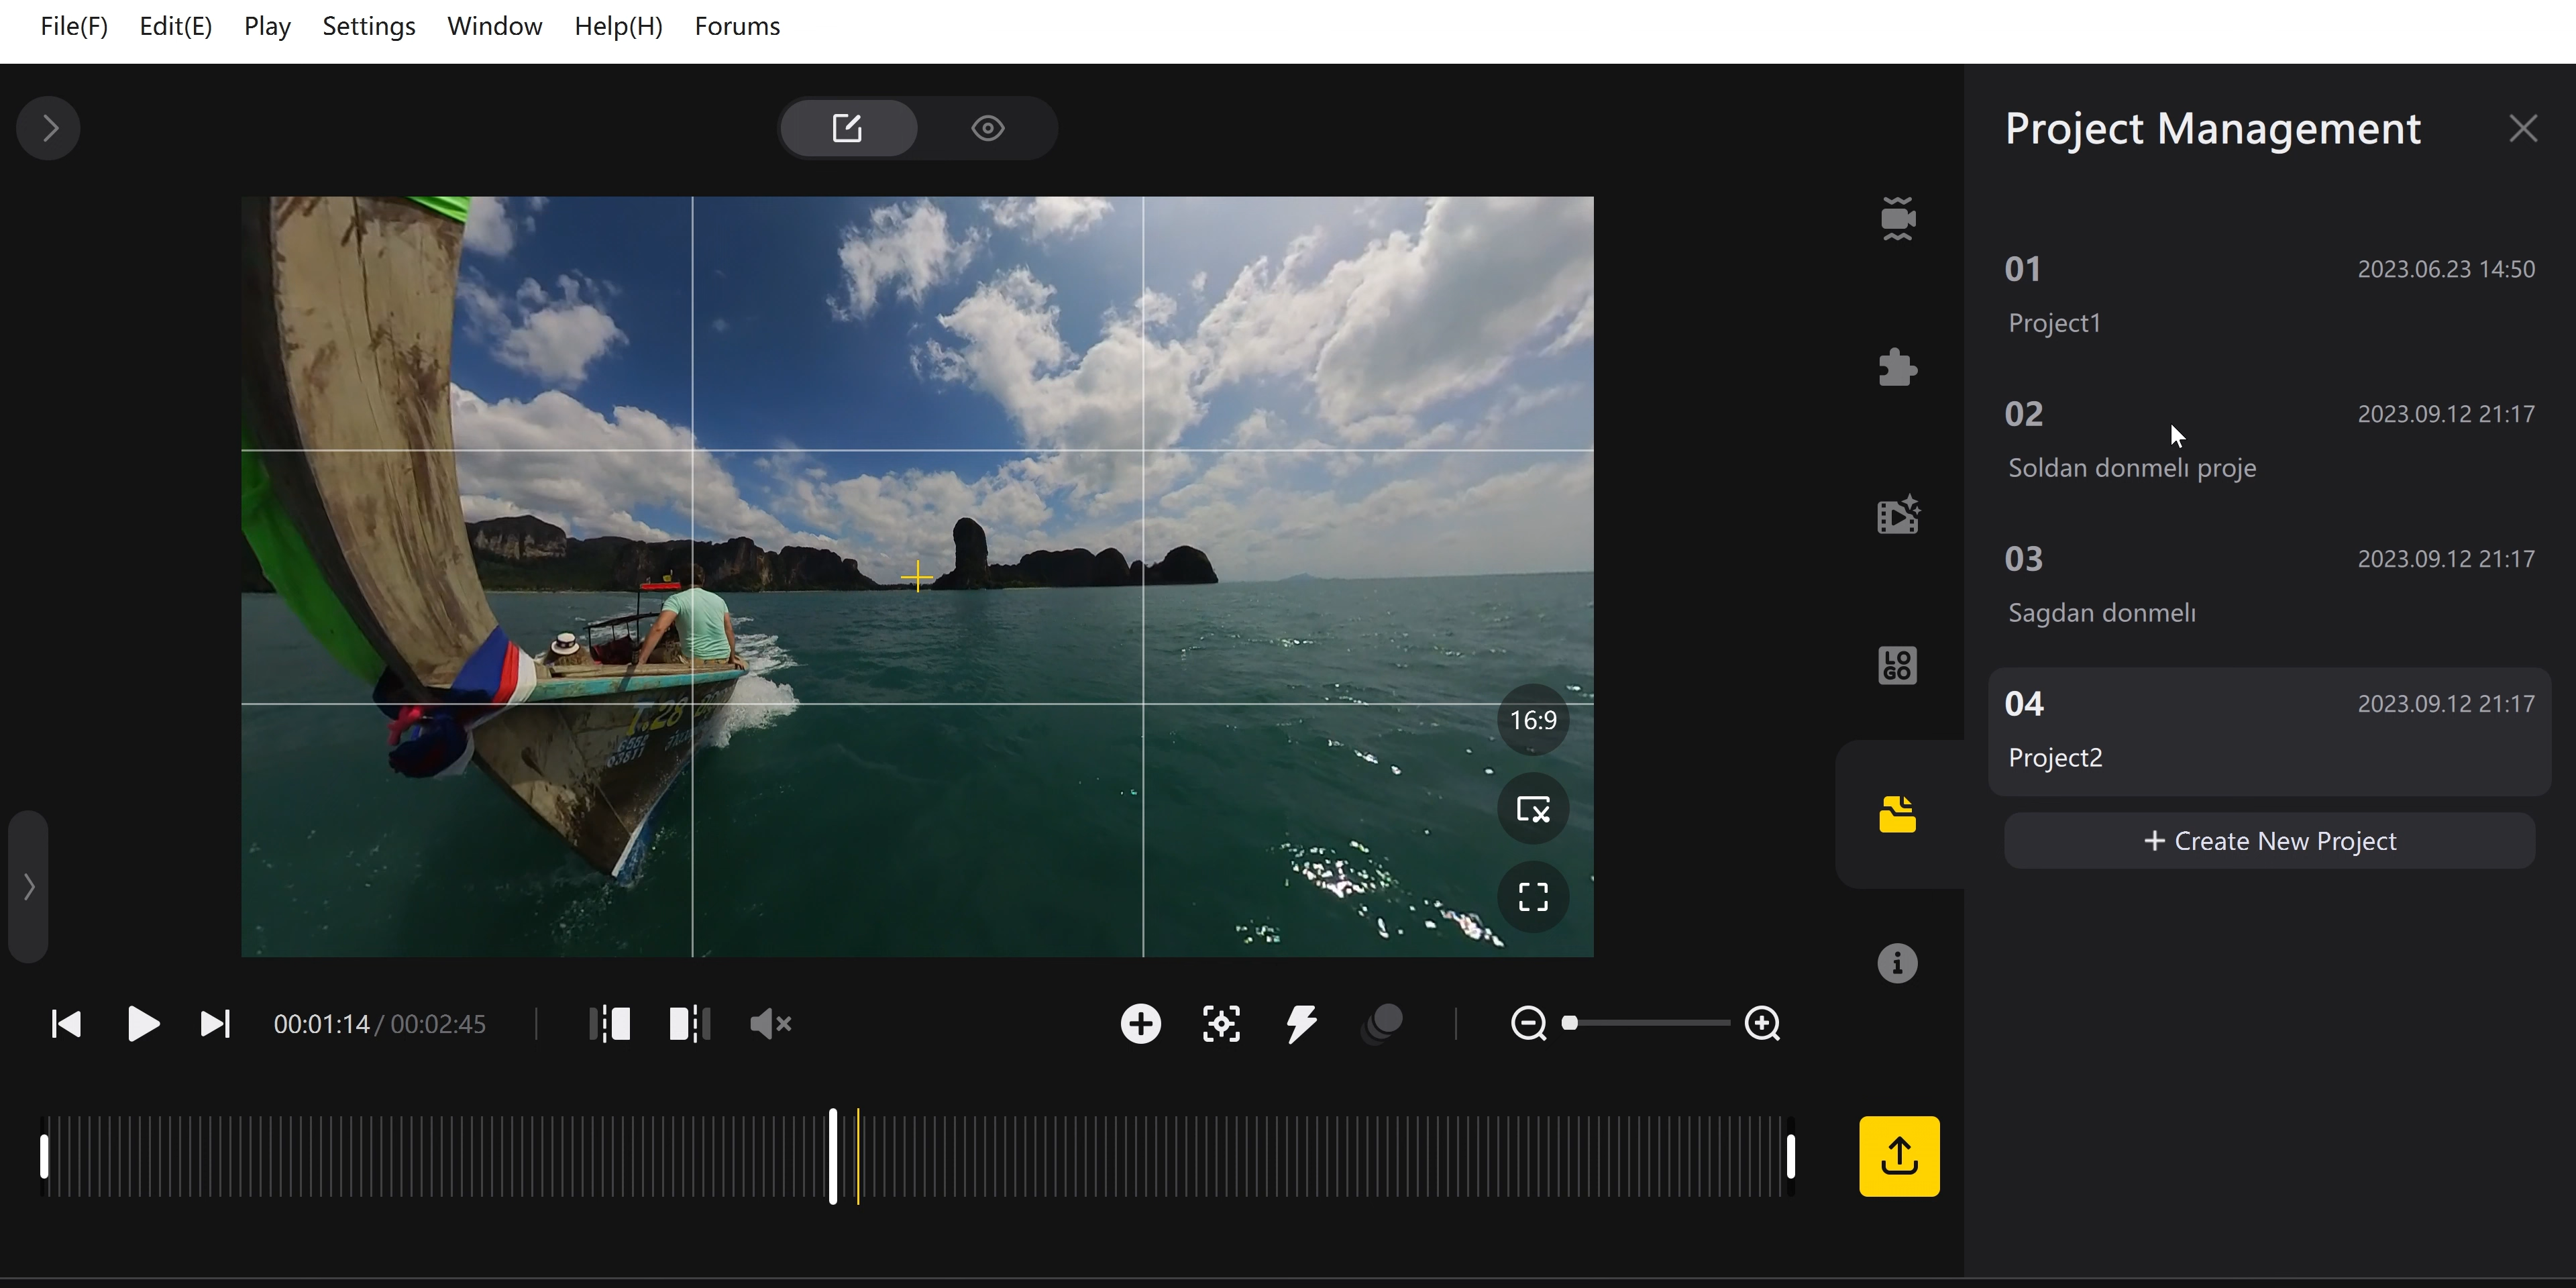 File(F) Edit(E) Play Settings Window Help(H) Forums
Project Management
01 2023.06.23 14:50
Project1
02 2023.09.12 21:17
Soldan donmelı proje
03 2023.09.12 21:17
Sagdan donmelı
04 2023.09.12 21:17
Project2
+ Create New Project
LO
GO
16:9
00:01:14 / 00:02:45